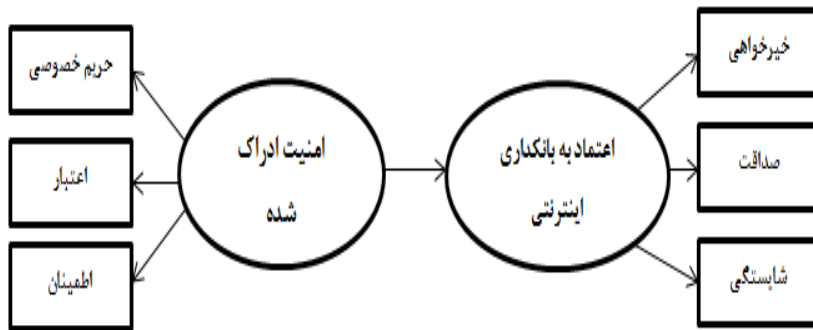 خیرخواهی
صداقت
شایستگی
اعتماد به بانکداری
اینترنتی
امنیت ادراک
شده
حریم خصوصی
اعتبار
اطمینان